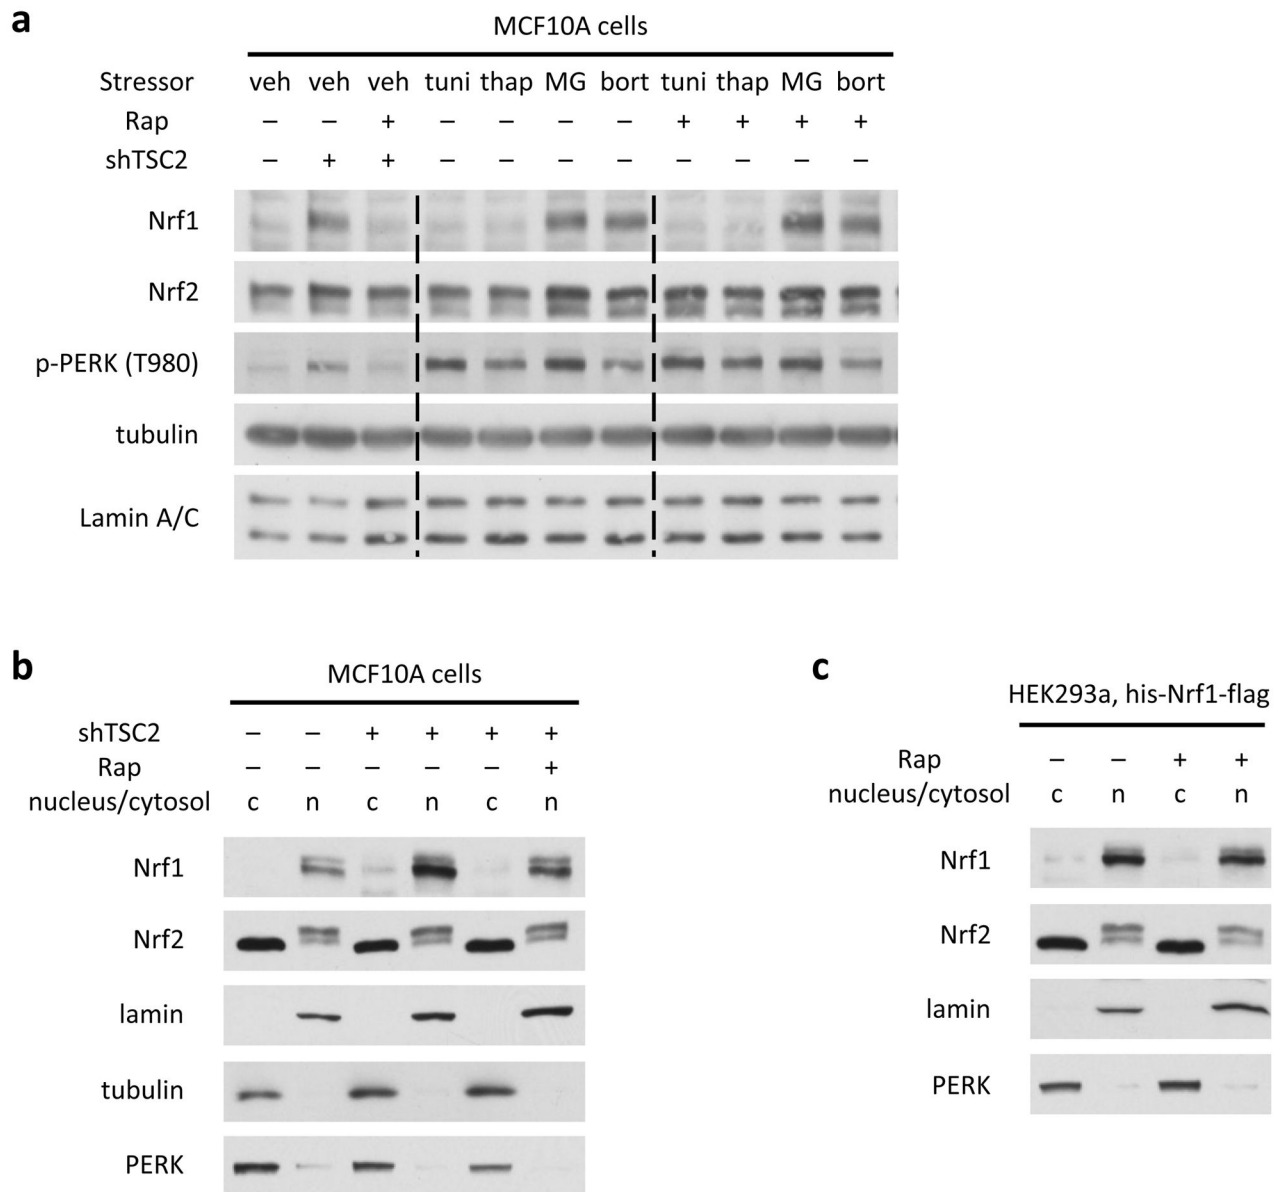 a
MCF10A cells
Stressor veh veh veh tuni thap MG bort tuni thap MG bort
Rap – – + – – – – + + + +
shTSC2 – + + – – – – – – – –
Nrf1
Nrf2
p-PERK (T980)
tubulin
Lamin A/C
b
MCF10A cells
shTSC2 – – + + + +
Rap – – – – – +
nucleus/cytosol c n c n c n
Nrf1
Nrf2
lamin
tubulin
PERK
c
HEK293a, his-Nrf1-flag
Rap – – + +
nucleus/cytosol c n c n
Nrf1
Nrf2
lamin
PERK